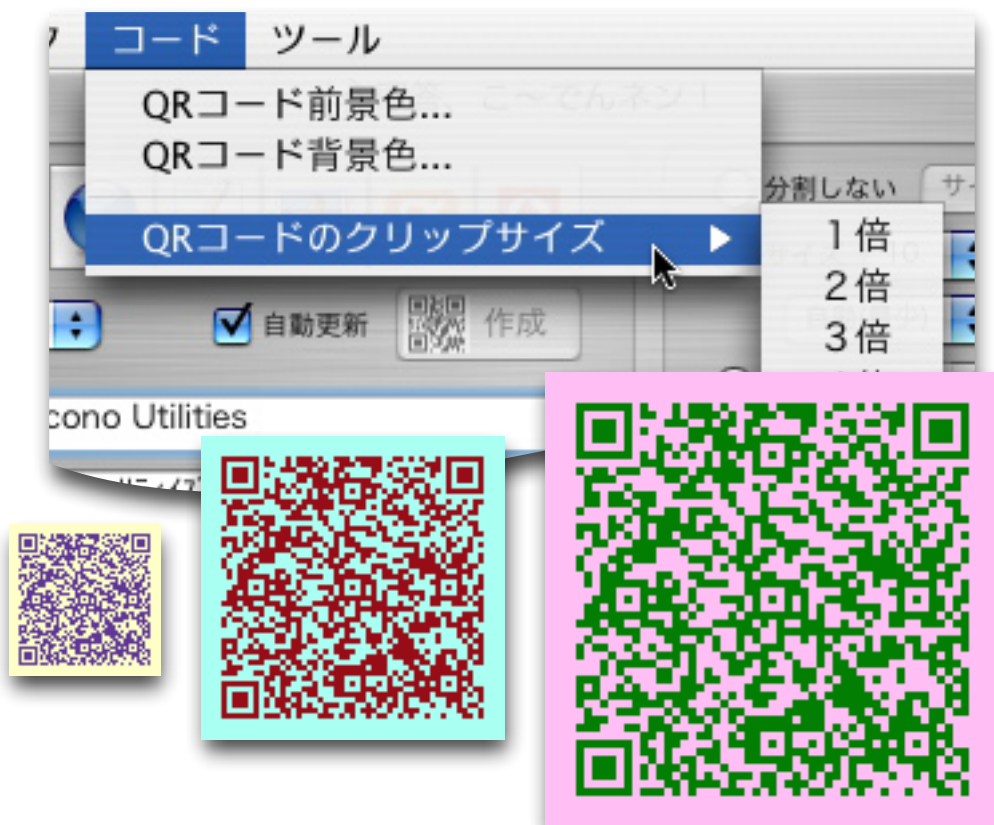 コード ツール
QRコード前景色...
QRコード背景色...
分割しない サイ
QRコードのクリップサイズ
1倍
2倍
3倍
自動更新 作成
cono Utilities